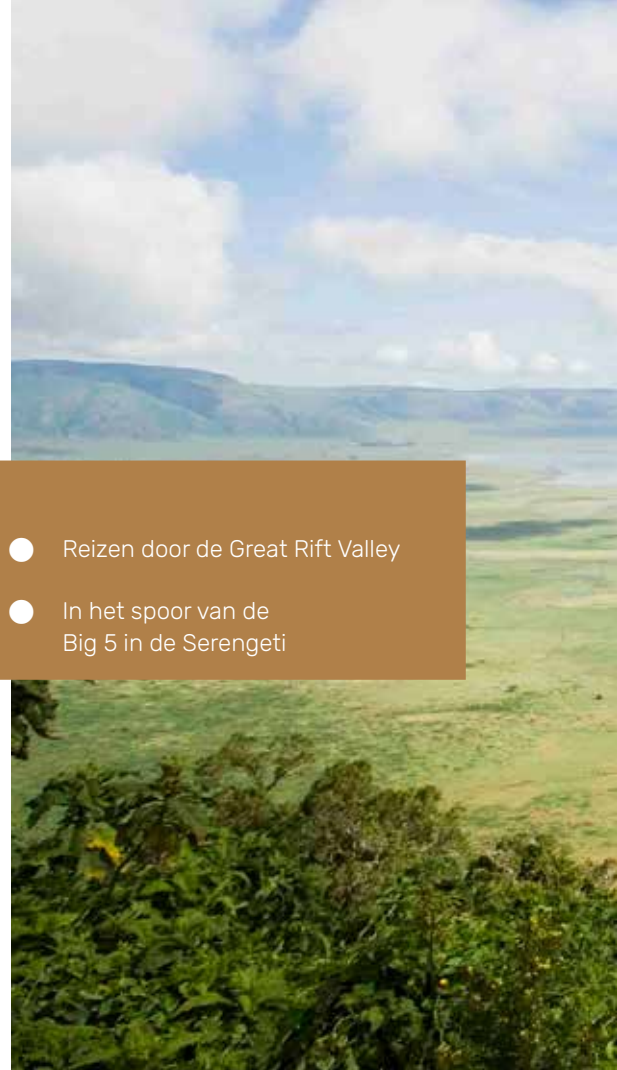 Reizen door de Great Rift Valley
In het spoor van de
Big 5 in de Serengeti